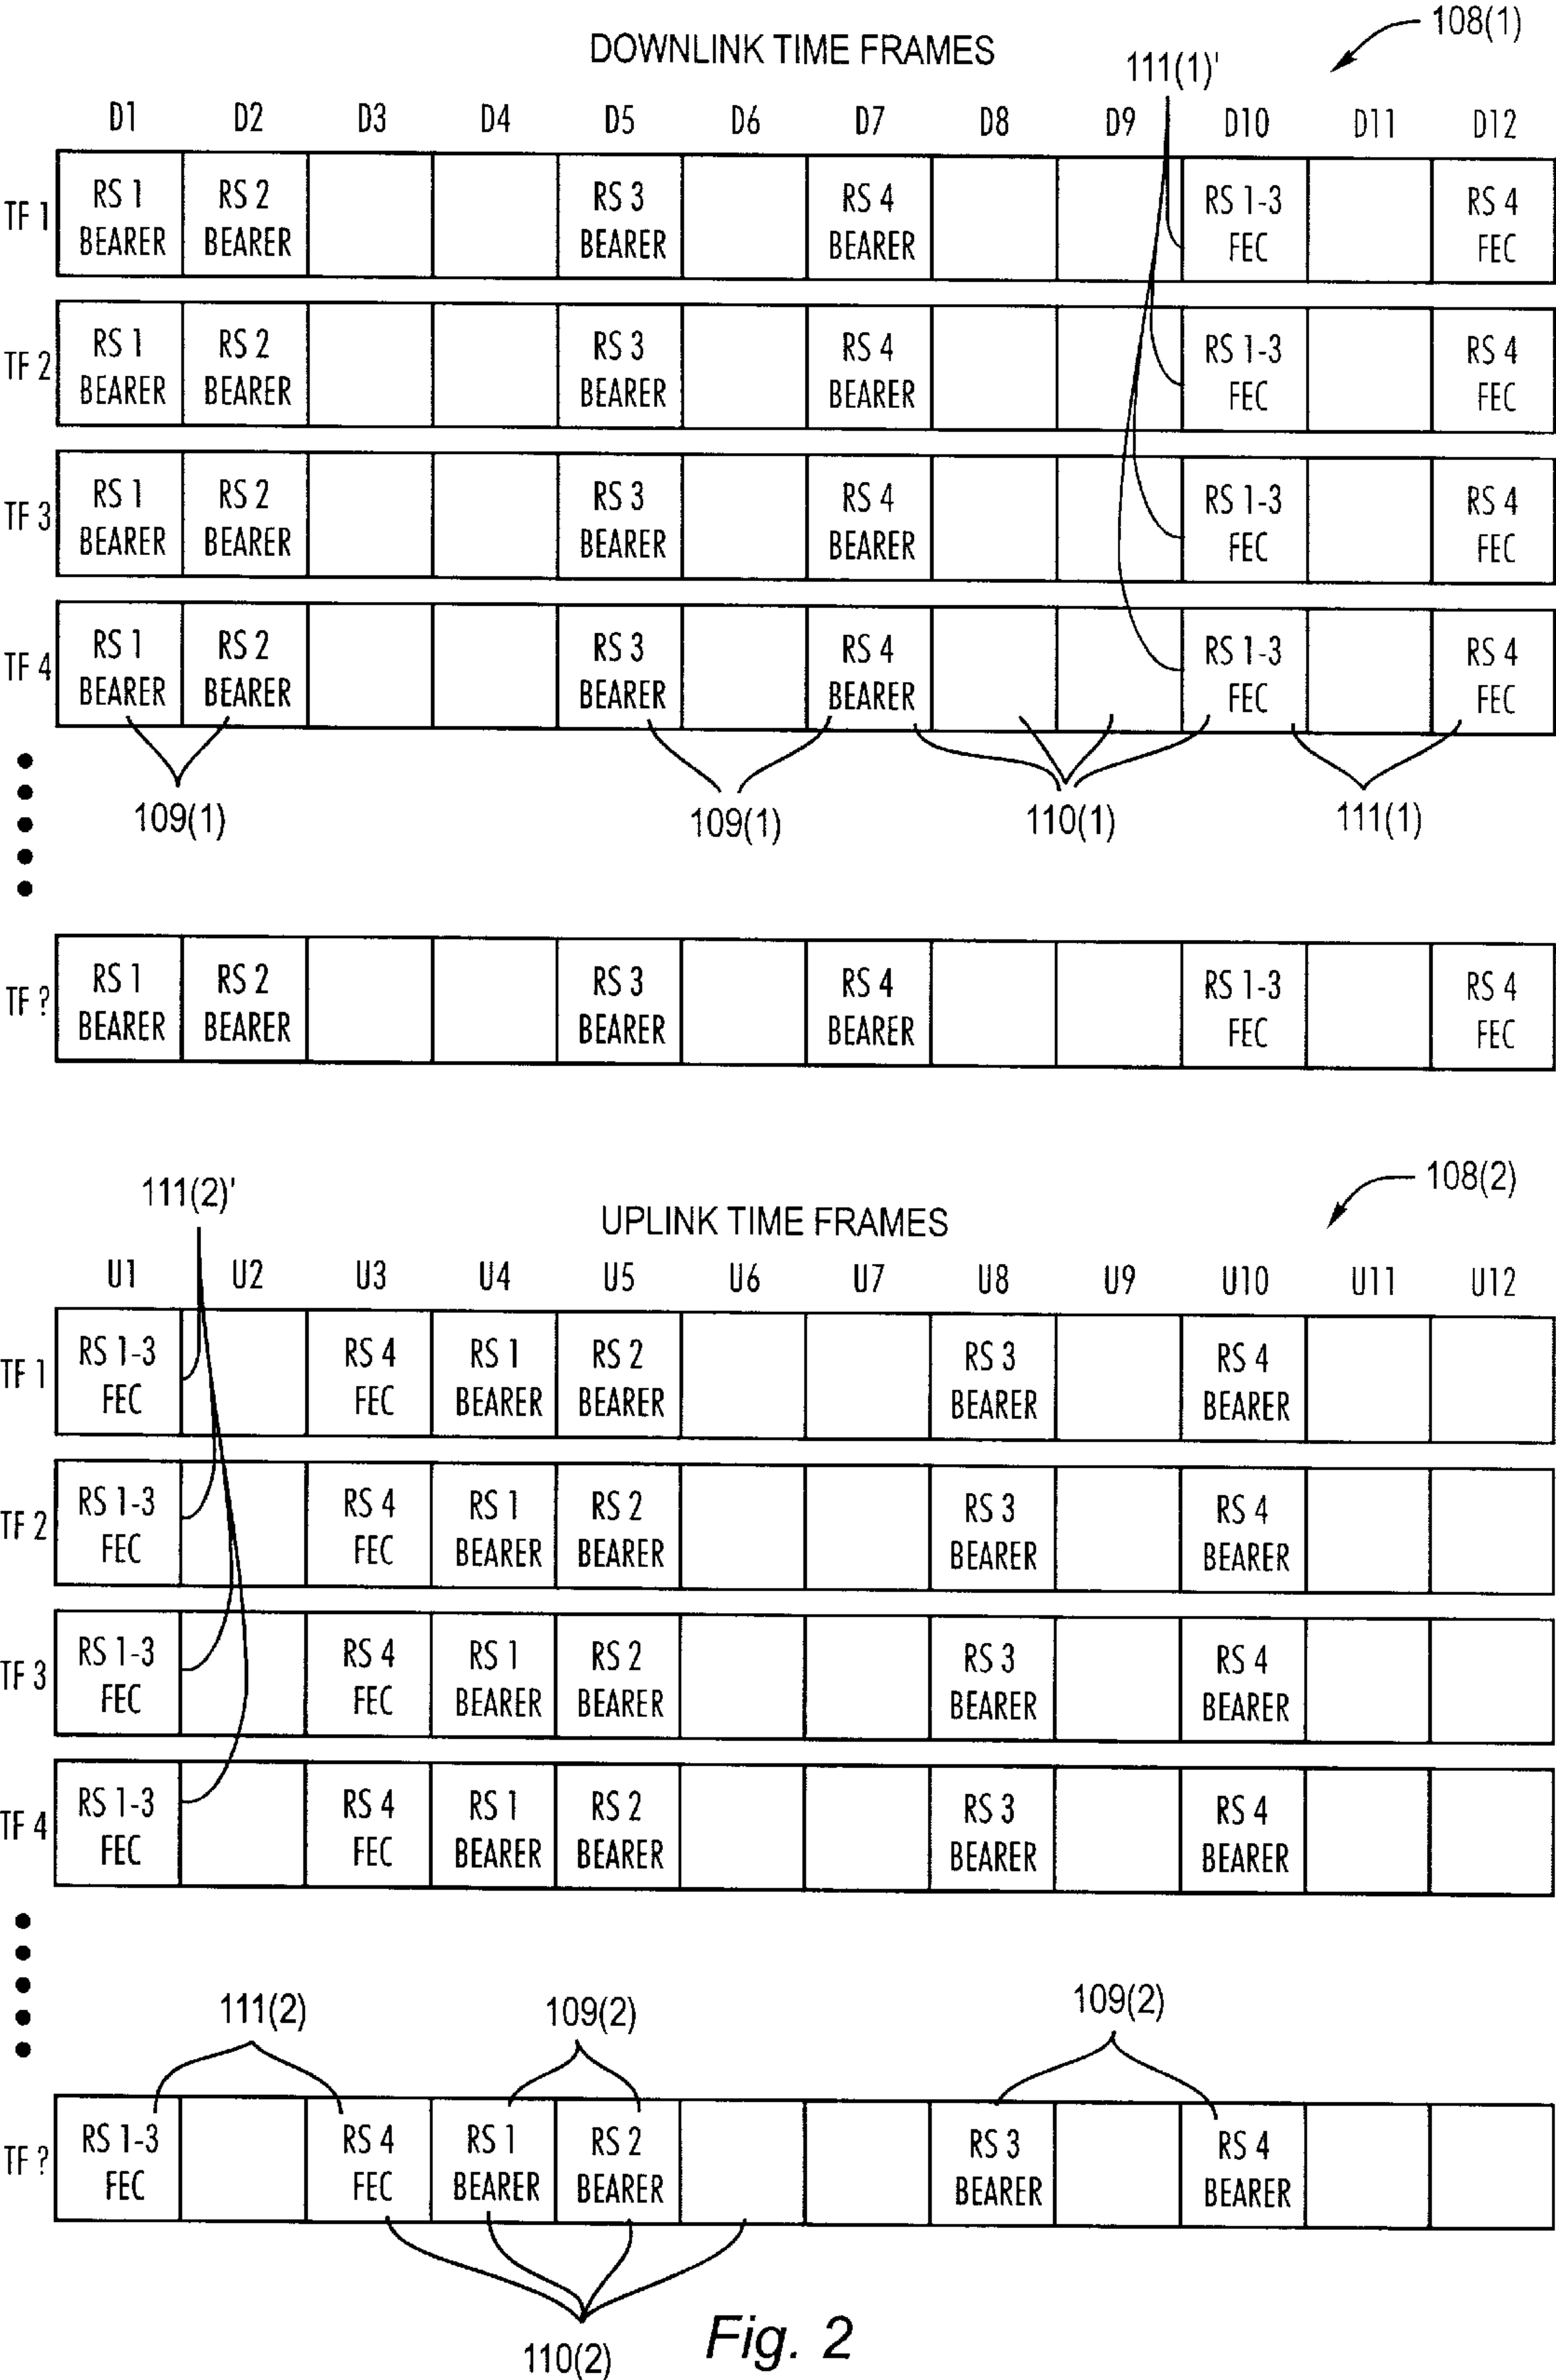 108(1)
DOWNLINK TIME FRAMES
111(1)'
D1 D2 D3 D4 D5 D6 D7 D8 D9 D10 D11 D12
TF 1 RS 1 BEARER RS 2 BEARER RS 3 BEARER RS 4 BEARER RS 1-3 FEC RS 4 FEC
TF 2 RS 1 BEARER RS 2 BEARER RS 3 BEARER RS 4 BEARER RS 1-3 FEC RS 4 FEC
TF 3 RS 1 BEARER RS 2 BEARER RS 3 BEARER RS 4 BEARER RS 1-3 FEC RS 4 FEC
TF 4 RS 1 BEARER RS 2 BEARER RS 3 BEARER RS 4 BEARER RS 1-3 FEC RS 4 FEC
109(1) 109(1) 110(1) 111(1)
TF ? RS 1 BEARER RS 2 BEARER RS 3 BEARER RS 4 BEARER RS 1-3 FEC RS 4 FEC
108(2)
111(2)'
UPLINK TIME FRAMES
U1 U2 U3 U4 U5 U6 U7 U8 U9 U10 U11 U12
TF 1 RS 1-3 FEC RS 4 FEC RS 1 BEARER RS 2 BEARER RS 3 BEARER RS 4 BEARER
TF 2 RS 1-3 FEC RS 4 FEC RS 1 BEARER RS 2 BEARER RS 3 BEARER RS 4 BEARER
TF 3 RS 1-3 FEC RS 4 FEC RS 1 BEARER RS 2 BEARER RS 3 BEARER RS 4 BEARER
TF 4 RS 1-3 FEC RS 4 FEC RS 1 BEARER RS 2 BEARER RS 3 BEARER RS 4 BEARER
111(2) 109(2) 109(2)
TF ? RS 1-3 FEC RS 4 FEC RS 1 BEARER RS 2 BEARER RS 3 BEARER RS 4 BEARER
110(2)
Fig. 2